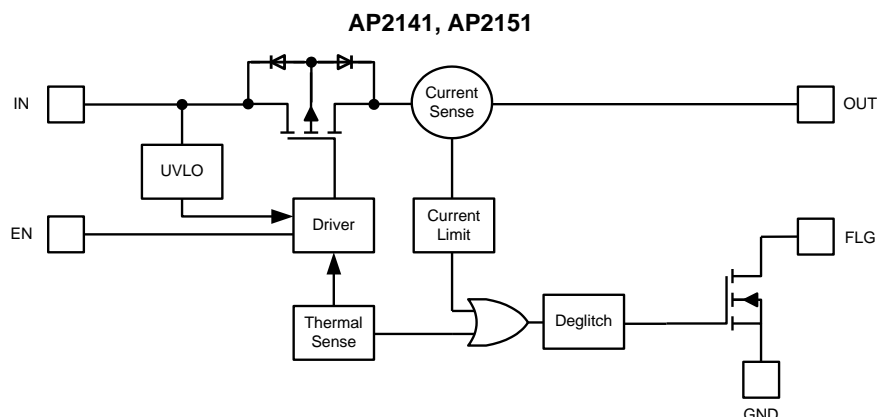 AP2141, AP2151
IN
Current
Sense
OUT
UVLO
EN
Driver
Current
Limit
FLG
Thermal
Sense
Deglitch
GND